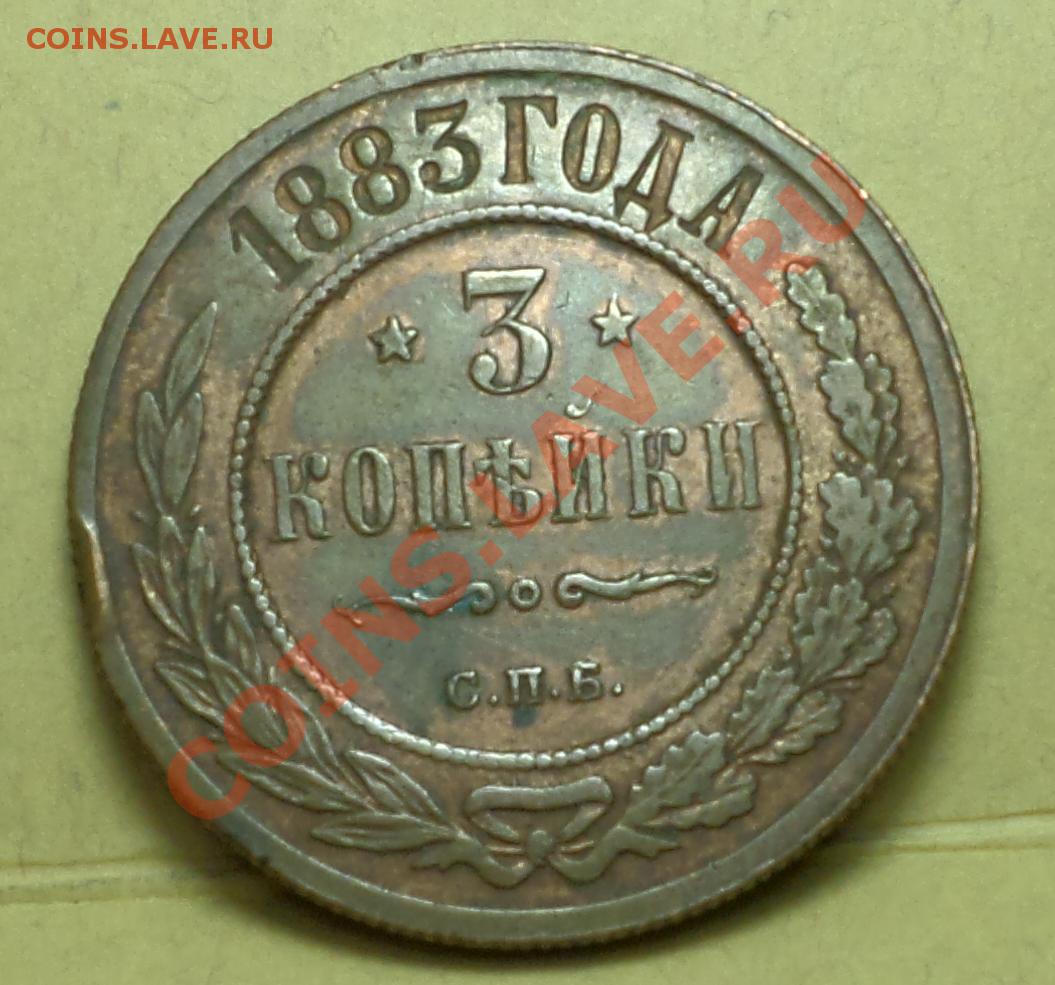 COINS.LAVE.RU
1883 ГОДА
3
КОПѢЙКИ
С.П.Б.
COINS.LAVE.RU